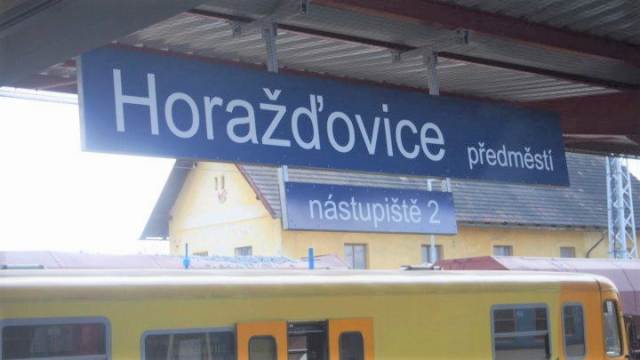 Horažďovice předměstí
nástupiště 2